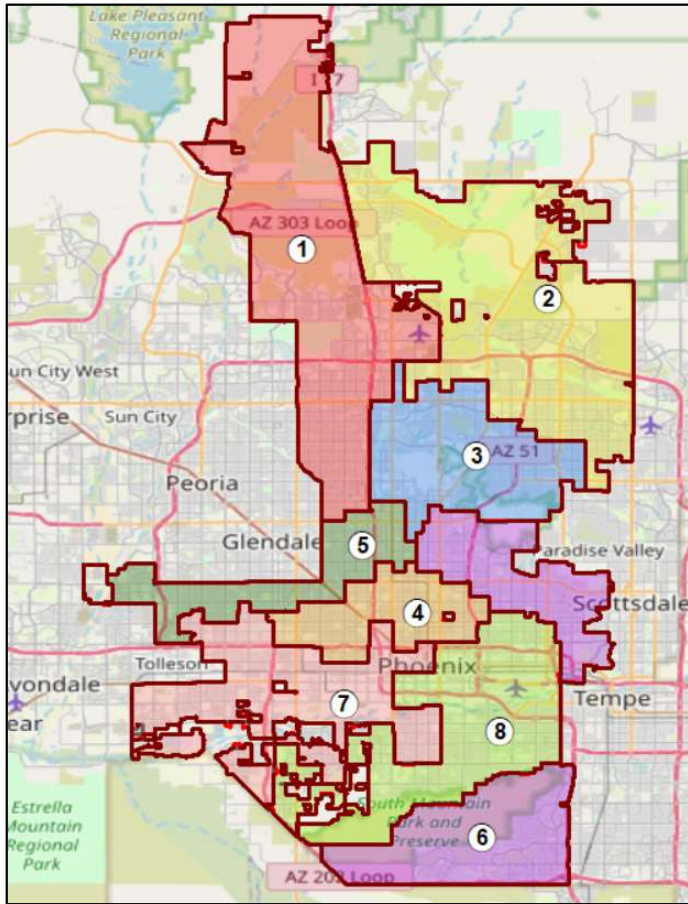 Lake Pleasant
Regional
Park
AZ 303 Loop
1
2
un City West
rprise
Sun City
3
AZ 51
Peoria
Glendale
5
Paradise Valley
4
Scottsdale
Tolleson
Phoenix
vondale
7
Tempe
ear
8
South Mountain
Park and
Preserve
Estrella
Mountain
Regional
Park
6
AZ 202 Loop